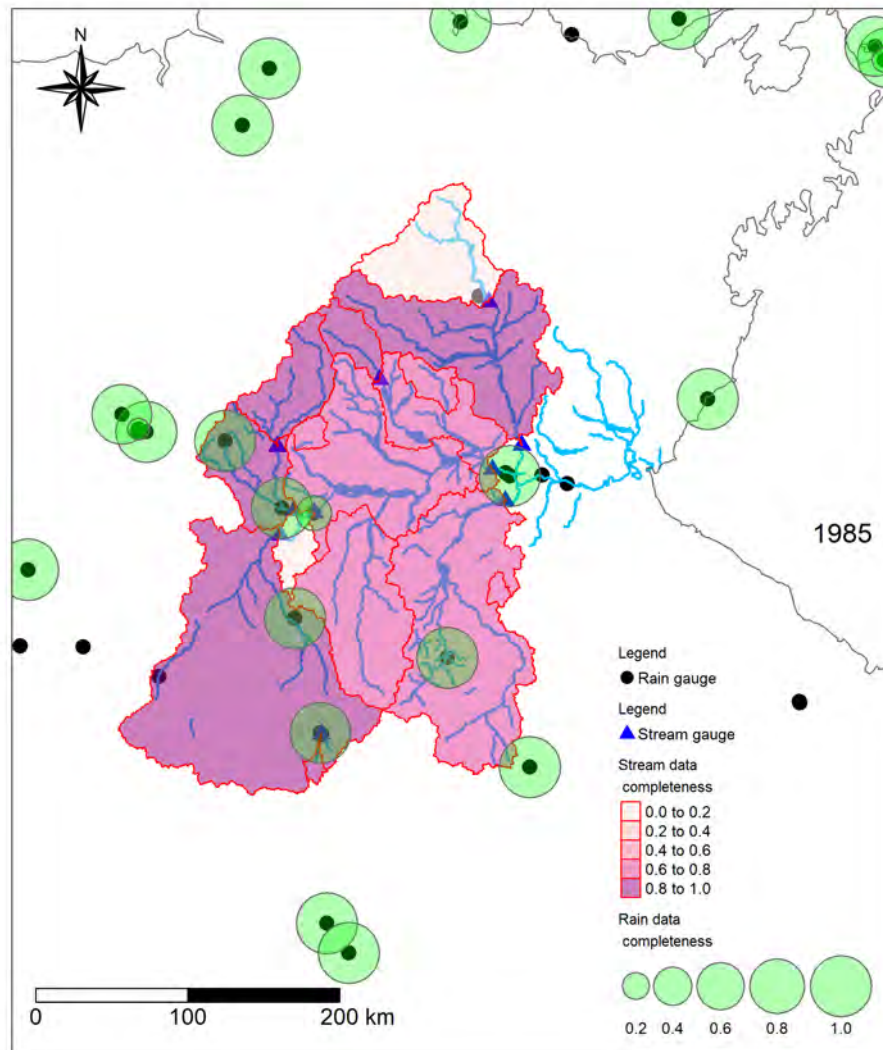 N
1985
Legend
Rain gauge
Legend
Stream gauge
Stream data
completeness
0.0 to 0.2
0.2 to 0.4
0.4 to 0.6
0.6 to 0.8
0.8 to 1.0
Rain data
completeness
0.2 0.4 0.6 0.8 1.0
0 100 200 km